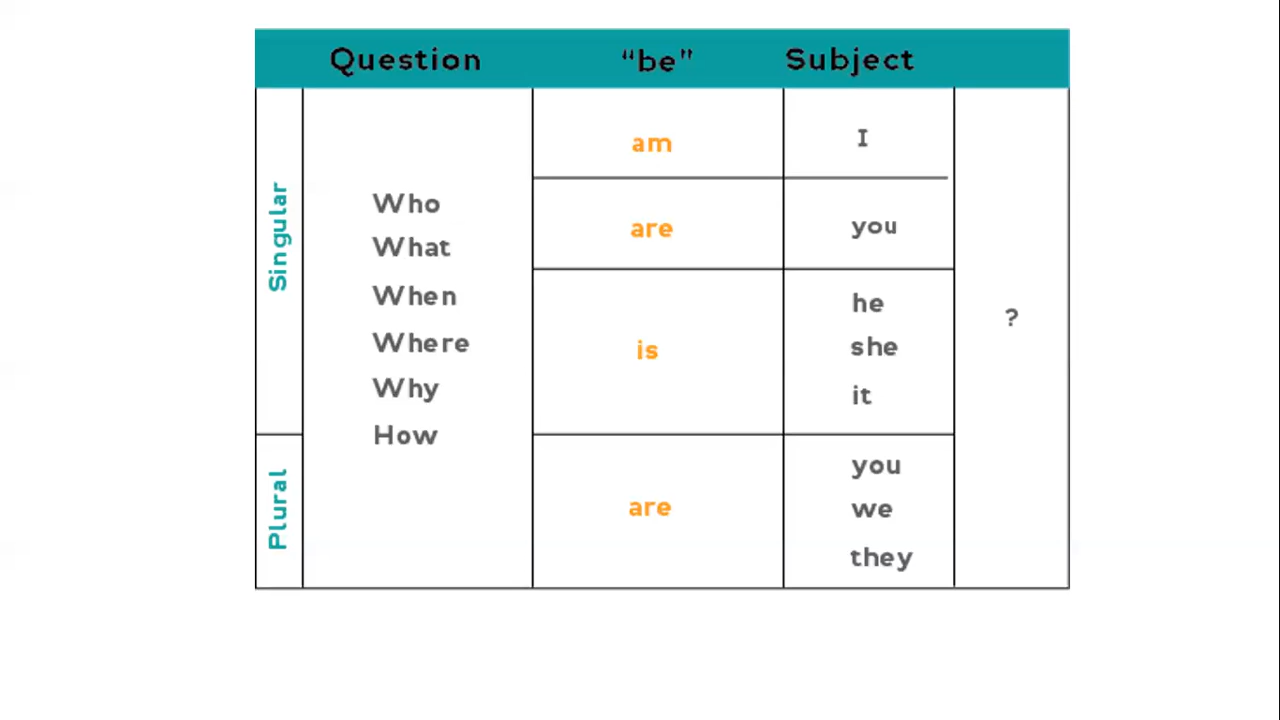 Question "be" Subject
Singular
Who
What
When
Where
Why
How
am I
are you
is
he
she
it
?
Plural
are
you
we
they